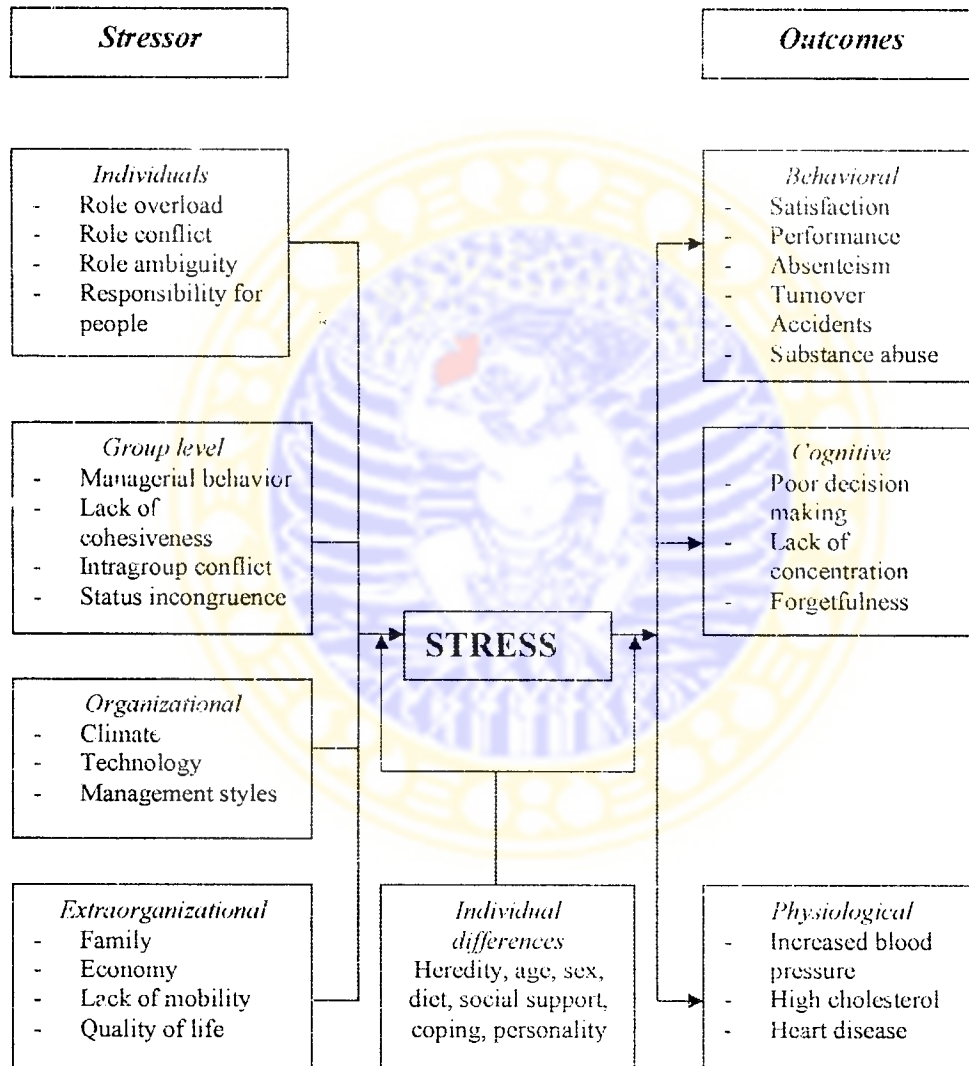 Stressor
Outcomes
Individuals
- Role overload
- Role conflict
- Role ambiguity
- Responsibility for
people
Group level
- Managerial behavior
- Lack of
cohesiveness
- Intragroup conflict
- Status incongruence
Organizational
- Climate
- Technology
- Management styles
Extraorganizational
- Family
- Economy
- Lack of mobility
- Quality of life
STRESS
Individual
differences
Heredity, age, sex,
diet, social support,
coping, personality
Behavioral
- Satisfaction
- Performance
- Absenteism
- Turnover
- Accidents
- Substance abuse
Cognitive
- Poor decision
making
- Lack of
concentration
- Forgetfulness
Physiological
- Increased blood
pressure
- High cholesterol
- Heart disease